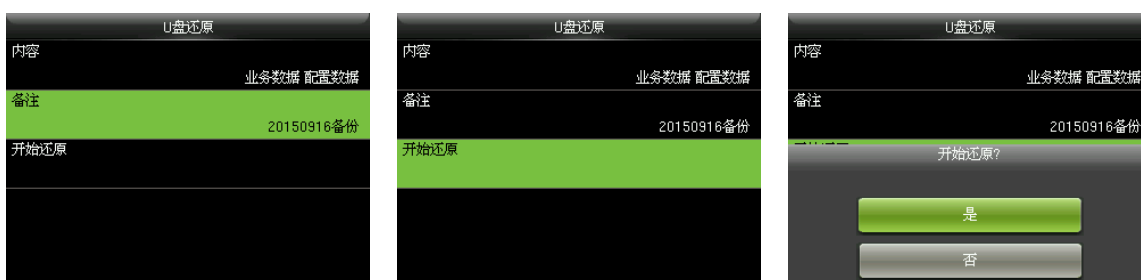 U盘还原
内容
业务数据 配置数据
备注
20150916备份
开始还原
U盘还原
内容
业务数据 配置数据
备注
20150916备份
开始还原
U盘还原
内容
业务数据 配置数据
备注
20150916备份
开始还原?
是
否